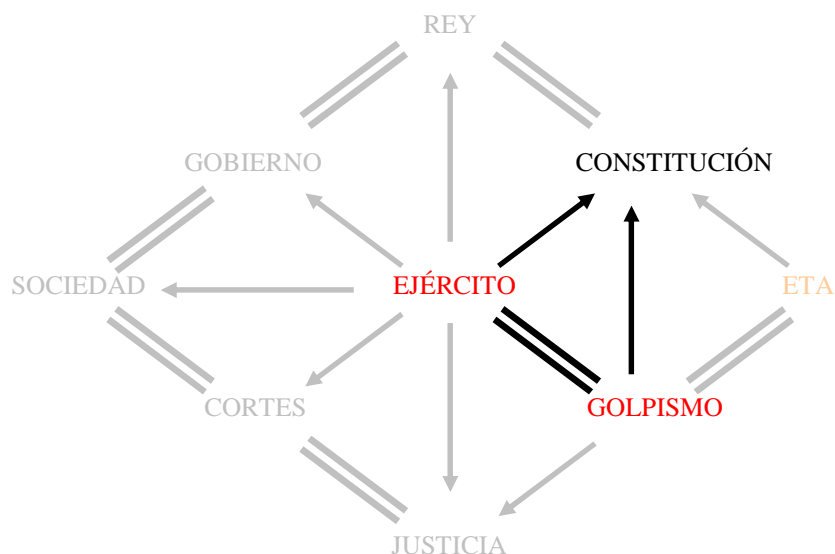 REY
GOBIERNO
CONSTITUCIÓN
SOCIEDAD
EJÉRCITO
ETA
CORTES
GOLPISMO
JUSTICIA